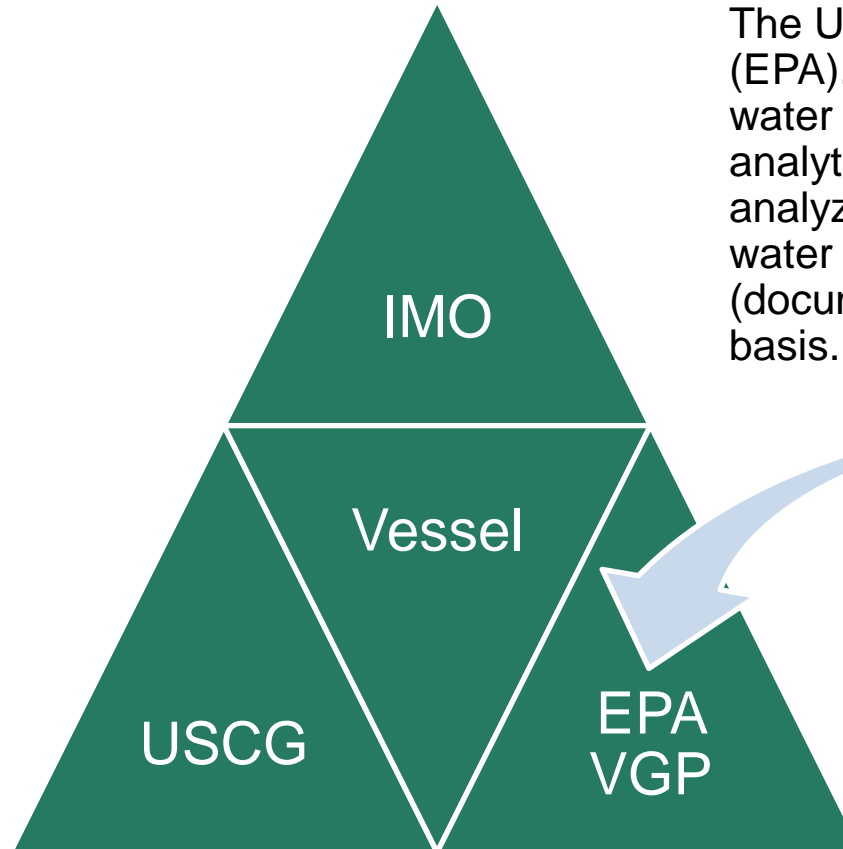 The U
(EPA).
water
analyt
analyz
water
(docur
basis.
IMO
Vessel
USCG
EPA
VGP